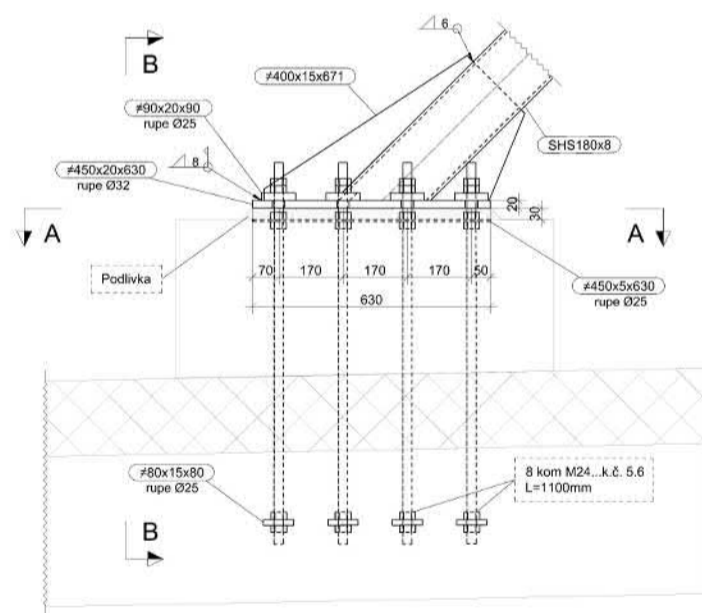 6
B
≠400x15x671
≠90x20x90
rupe Ø25
SHS180x8
8
≠450x20x630
rupe Ø32
20
30
A
A
70
170
170
170
50
Podlivka
≠450x5x630
rupe Ø25
630
≠80x15x80
rupe Ø25
8 kom M24...k.č. 5.6
L=1100mm
B